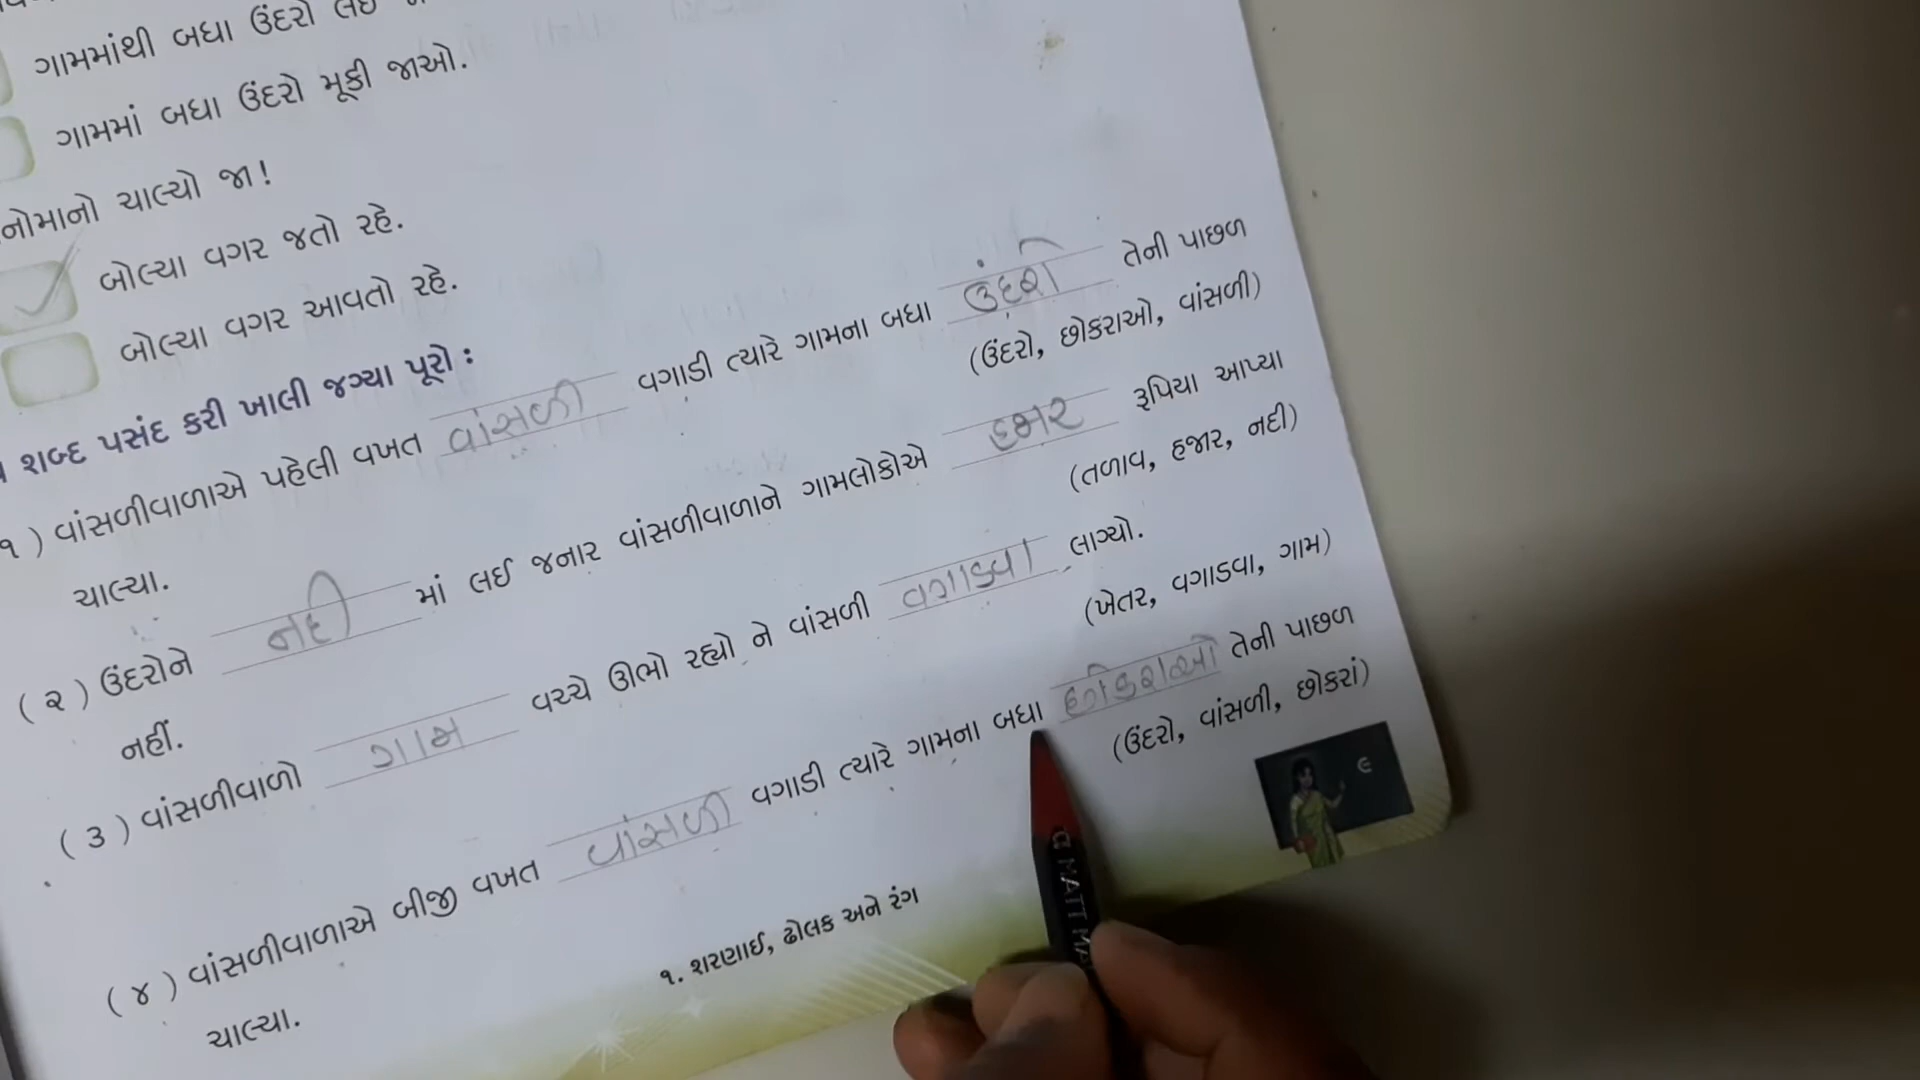 ગામમાંથી બધા ઉંદરો લઈ
ગામમાં બધા ઉંદરો મૂકી જાઓ.
નોમાનો ચાલ્યો જા!
બોલ્યા વગર જતો રહે.
બોલ્યા વગર આવતો રહે.
શબ્દ પસંદ કરી ખાલી જગ્યા પૂરો :
૧ ) વાંસળીવાળાએ પહેલી વખત વાંસળી વગાડી ત્યારે ગામના બધા ઉંદરો તેની પાછળ
ચાલ્યા. (ઉંદરો, છોકરાઓ, વાંસળી)
( ૨ ) ઉંદરોને નદી માં લઈ જનાર વાંસળીવાળાને ગામલોકોએ હજાર રૂપિયા આપ્યા
નહીં. (તળાવ, હજાર, નદી)
( ૩ ) વાંસળીવાળો ગામ વચ્ચે ઊભો રહ્યો ને વાંસળી વગાડવા લાગ્યો.
(ખેતર, વગાડવા, ગામ)
( ૪ ) વાંસળીવાળાએ બીજી વખત વાંસળી વગાડી ત્યારે ગામના બધા છોકરાઓ તેની પાછળ
ચાલ્યા. (ઉંદરો, વાંસળી, છોકરાં)
૧. શરણાઈ, ઢોલક અને રંગ
૯
MATT